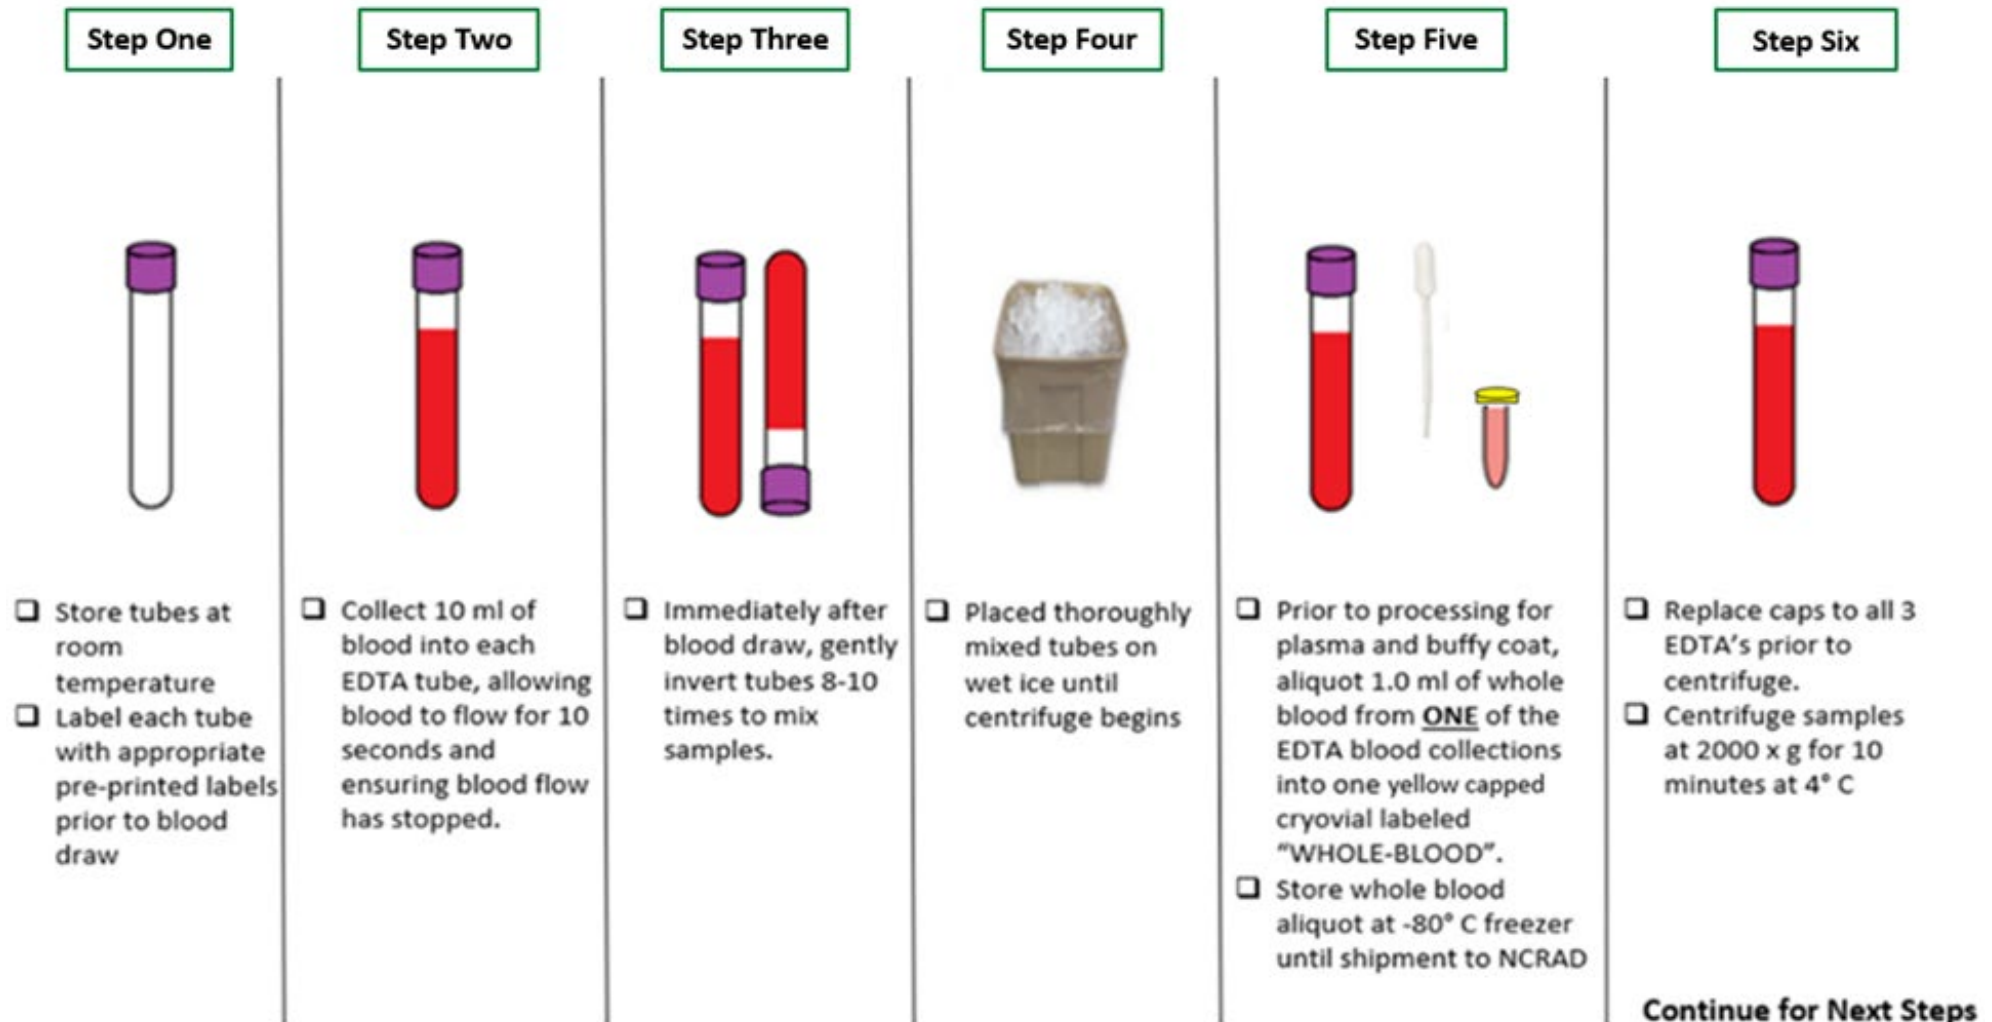 Step One
Store tubes at
room
temperature
Label each tube
with appropriate
pre-printed labels
prior to blood
draw
Step Two
Collect 10 ml of
blood into each
EDTA tube, allowing
blood to flow for 10
seconds and
ensuring blood flow
has stopped.
Step Three
Immediately after
blood draw, gently
invert tubes 8-10
times to mix
samples.
Step Four
Placed thoroughly
mixed tubes on
wet ice until
centrifuge begins
Step Five
Prior to processing for
plasma and buffy coat,
aliquot 1.0 ml of whole
blood from ONE of the
EDTA blood collections
into one yellow capped
cryovial labeled
“WHOLE-BLOOD”.
Store whole blood
aliquot at -80° C freezer
until shipment to NCRAD
Step Six
Replace caps to all 3
EDTA’s prior to
centrifuge.
Centrifuge samples
at 2000 x g for 10
minutes at 4° C
Continue for Next Steps